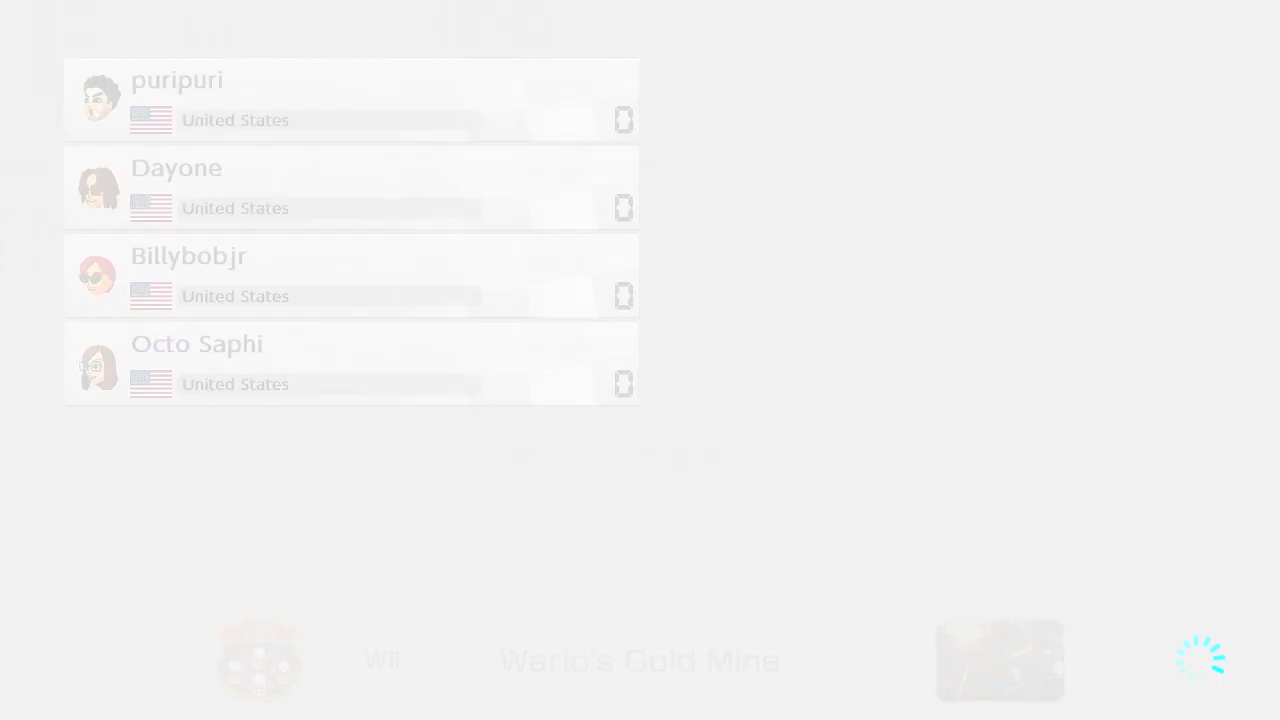 puripuri
United States 0
Dayone
United States 0
Billybobjr
United States 0
Octo Saphi
United States 0
Wii Wario's Gold Mine